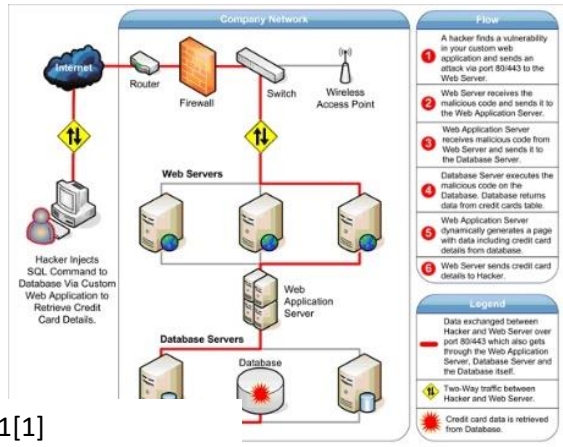 Company Network
Internet
Router
Firewall
Switch
Wireless
Access Point
Web Servers
Hacker Injects
SQL Command to
Database Via Custom
Web Application to
Retrieve Credit
Card Details.
Web
Application
Server
Database Servers
Database
1[1]
Flow
1
A hacker finds a vulnerability
in your custom web
application and sends an
attack via port 80/443 to the
Web Server.
2
Web Server receives the
malicious code and sends it to
the Web Application Server.
3
Web Application Server
receives malicious code from
Web Server and sends it to
the Database Server.
4
Database Server executes the
malicious code on the
Database. Database returns
data from credit cards table.
5
Web Application Server
dynamically generates a page
with data including credit card
details from database.
6
Web Server sends credit card
details to Hacker.
Legend
Data exchanged between
Hacker and Web Server over
port 80/443 which also gets
through the Web Application
Server, Database Server and
the Database itself.
Two-Way traffic between
Hacker and Web Server.
Credit card data is retrieved
from Database.